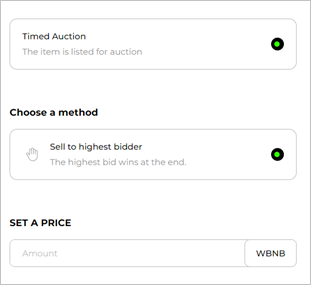 Timed Auction
The item is listed for auction
Choose a method
Sell to highest bidder
The highest bid wins at the end.
SET A PRICE
Amount WBNB